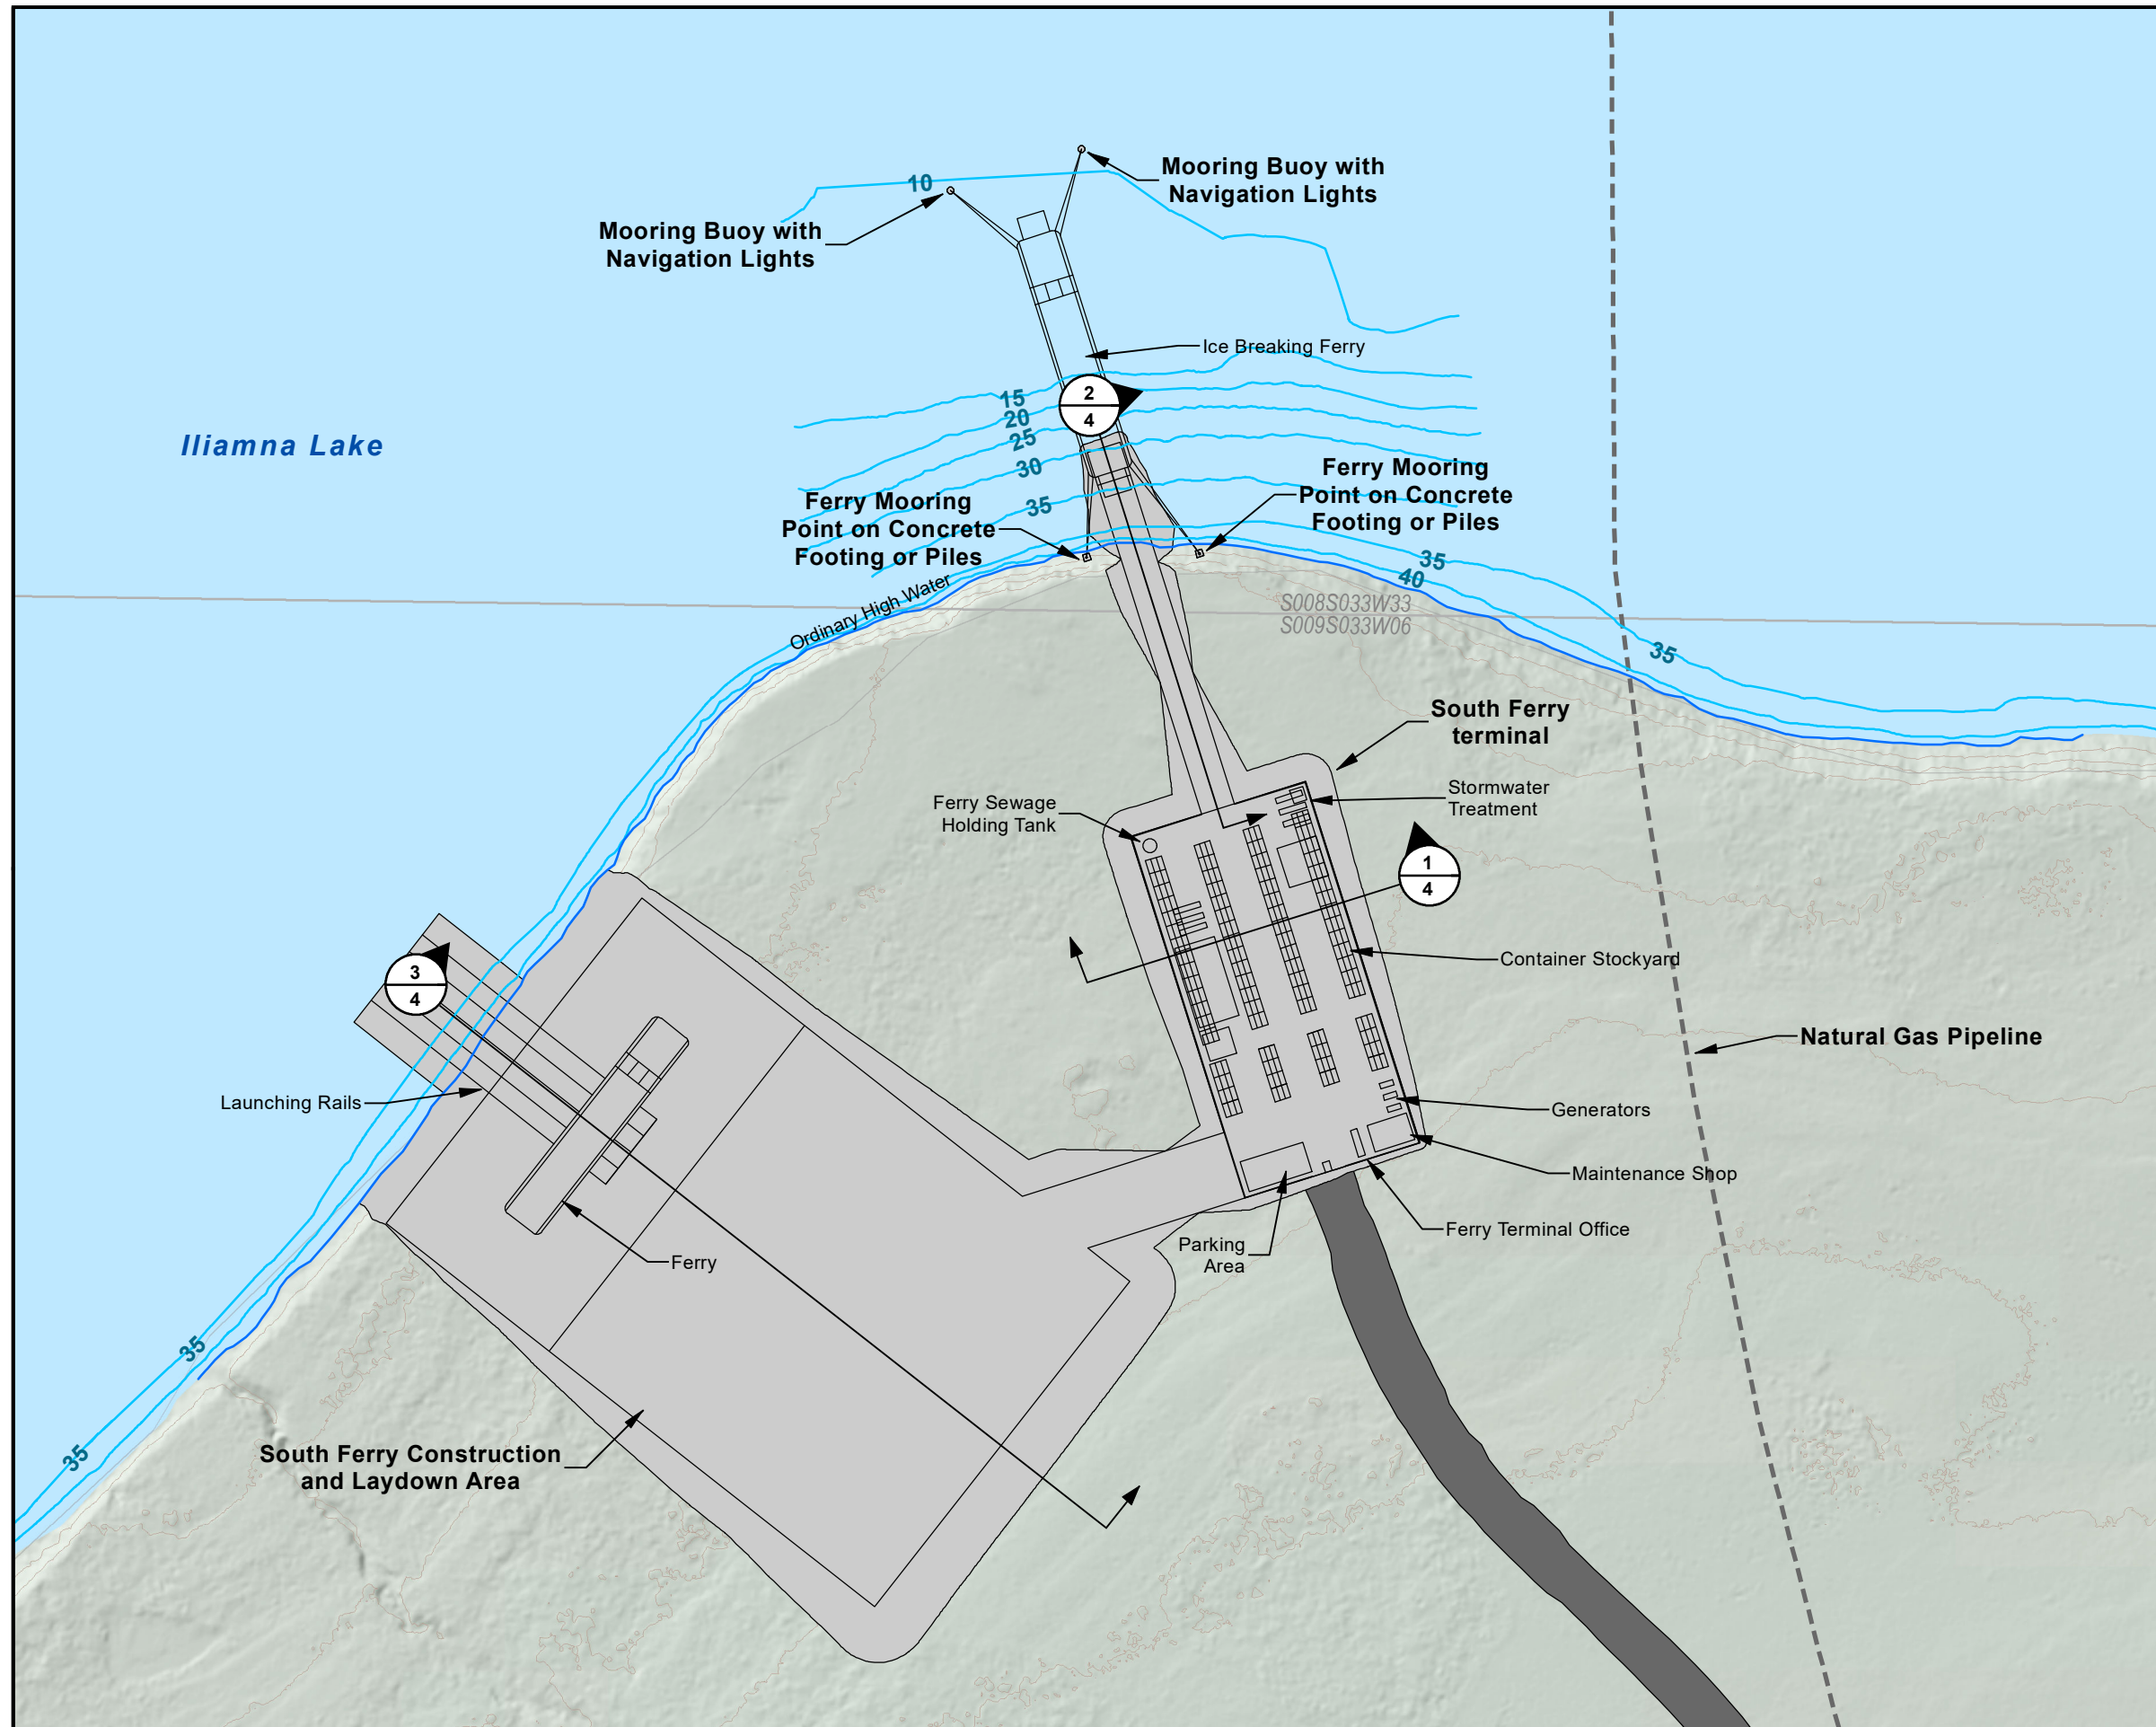 10
Mooring Buoy with
Navigation Lights
Mooring Buoy with
Navigation Lights
Ice Breaking Ferry
15
20
25
30
35
2
4
Iliamna Lake
Ferry Mooring
Point on Concrete
Footing or Piles
Ferry Mooring
Point on Concrete
Footing or Piles
35
40
35
Ordinary High Water
S008S033W33
S009S033W06
South Ferry
terminal
Ferry Sewage
Holding Tank
Stormwater
Treatment
1
4
Container Stockyard
3
4
Natural Gas Pipeline
Launching Rails
Generators
Maintenance Shop
Ferry Terminal Office
Parking
Area
Ferry
35
South Ferry Construction
and Laydown Area
35